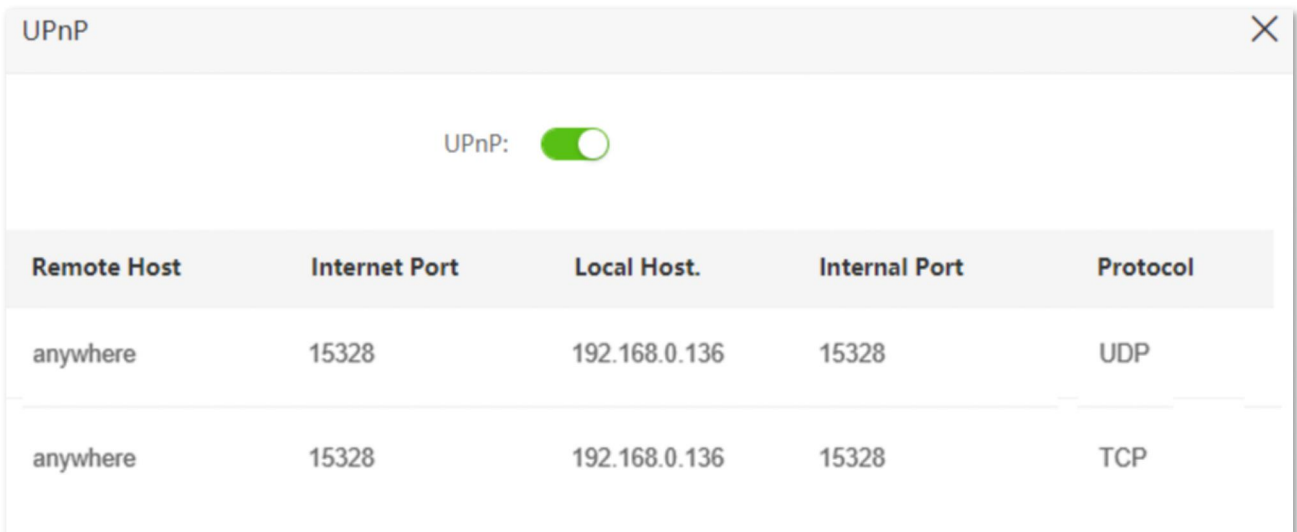 UPnP
UPnP:
Remote Host Internet Port Local Host. Internal Port Protocol
anywhere 15328 192.168.0.136 15328 UDP
anywhere 15328 192.168.0.136 15328 TCP